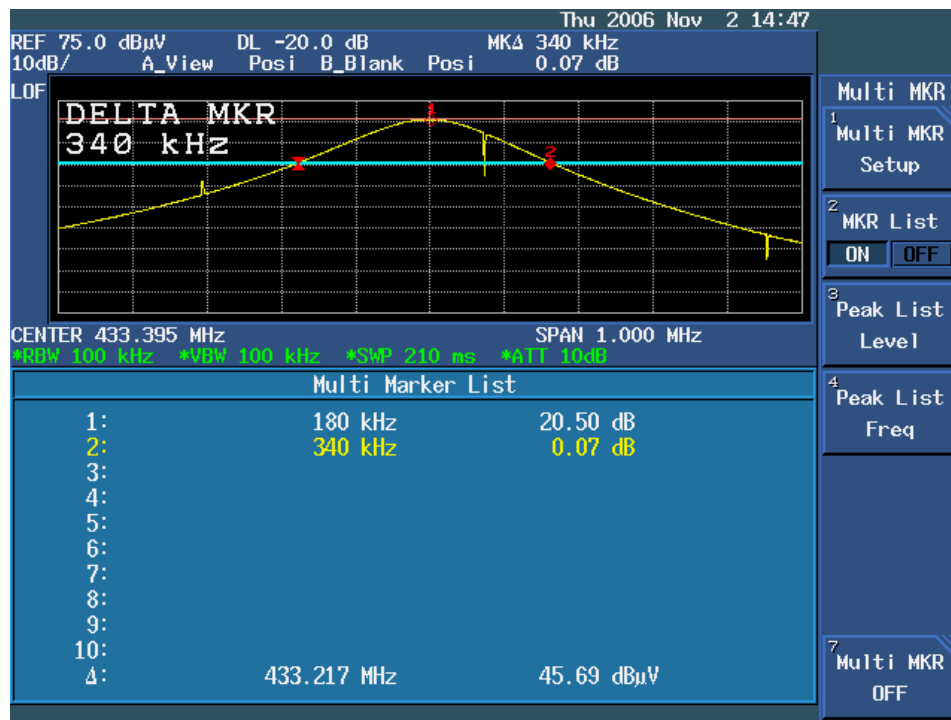 Thu 2006 Nov 2 14:47
REF 75.0 dBμV DL -20.0 dB MKΔ 340 kHz
10dB/ A_View Posi B_Blank Posi 0.07 dB
LOF
DELTA MKR
340 kHz
1
2
CENTER 433.395 MHz SPAN 1.000 MHz
*RBW 100 kHz *VBW 100 kHz *SWP 210 ms *ATT 10dB
Multi Marker List
1: 180 kHz 20.50 dB
2: 340 kHz 0.07 dB
3:
4:
5:
6:
7:
8:
9:
10:
Δ: 433.217 MHz 45.69 dBμV
Multi MKR
1
Multi MKR
Setup
2
MKR List
ON OFF
3
Peak List
Level
4
Peak List
Freq
7
Multi MKR
OFF